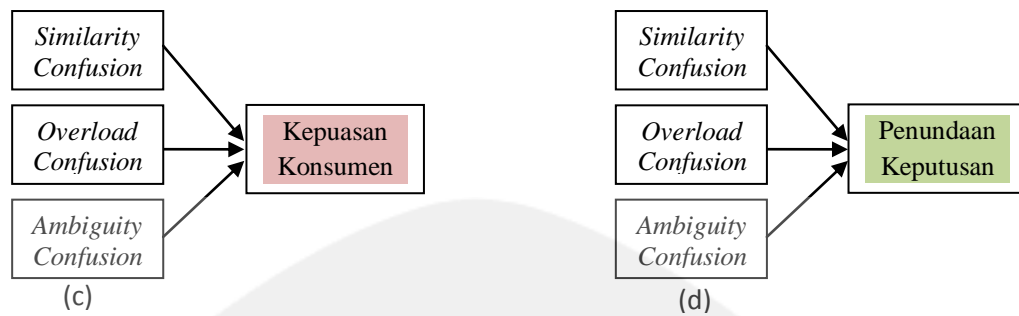 Similarity
Confusion
Overload
Confusion
Ambiguity
Confusion
Kepuasan
Konsumen
(c)
Similarity
Confusion
Overload
Confusion
Ambiguity
Confusion
Penundaan
Keputusan
(d)